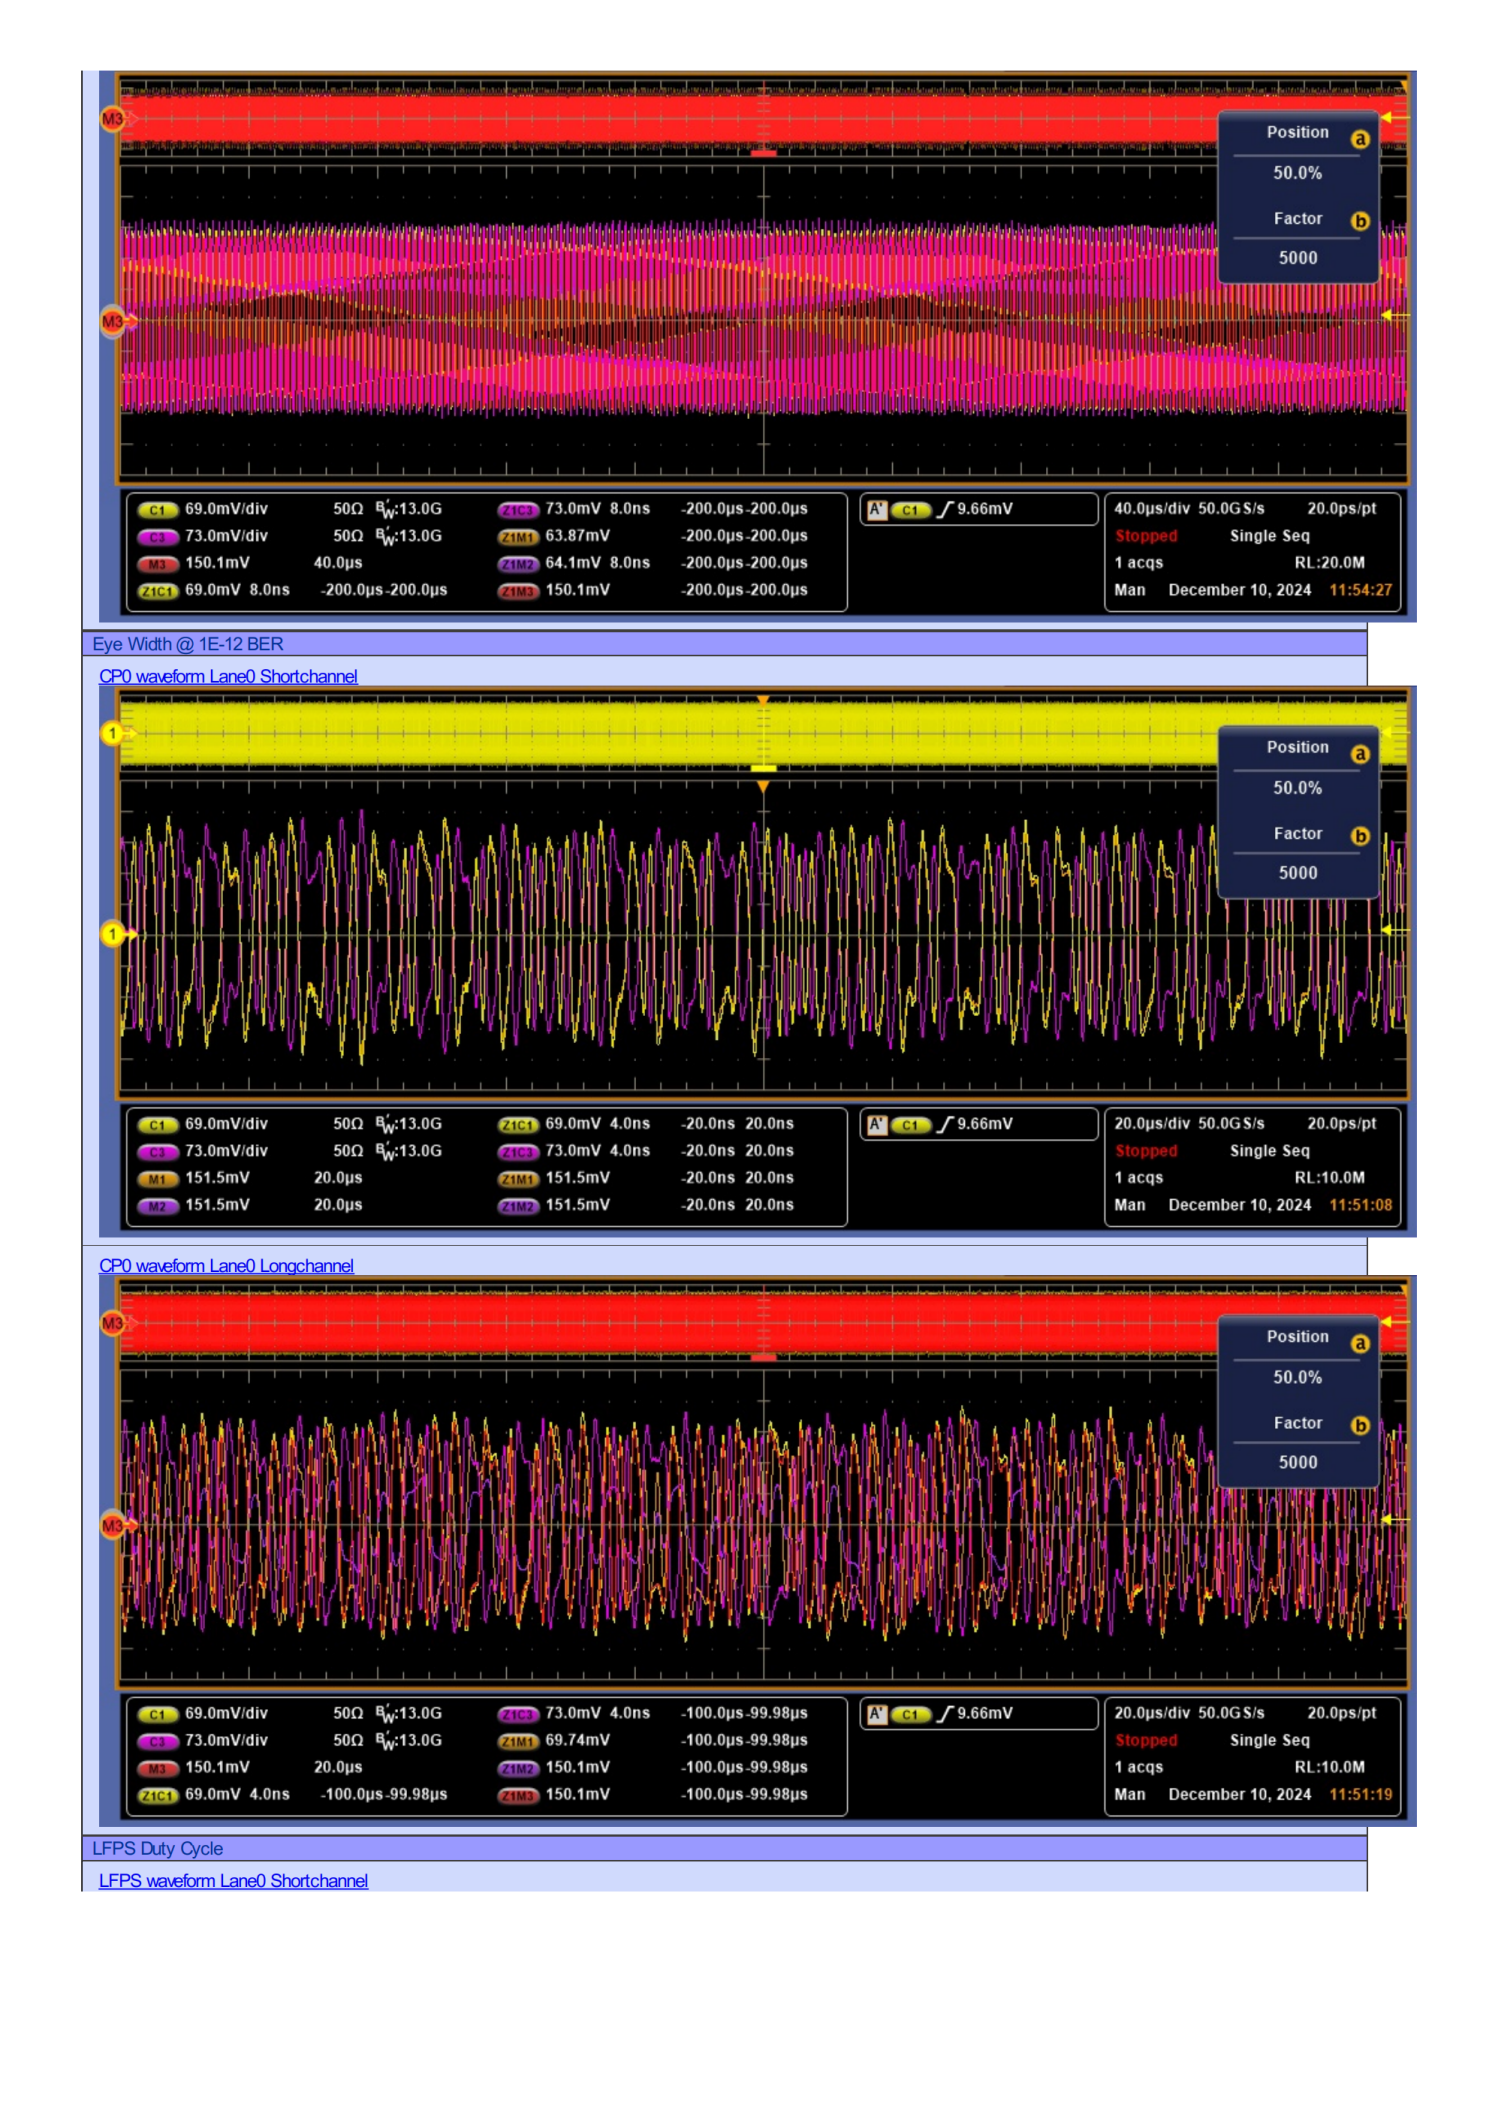 M3
Position a
50.0%
Factor b
5000
M3
C1 69.0mV/div 50Ω BW:13.0G Z1C3 73.0mV 8.0ns -200.0µs-200.0µs A' C1 9.66mV 40.0µs/div 50.0GS/s 20.0ps/pt
C3 73.0mV/div 50Ω BW:13.0G Z1M1 63.87mV -200.0µs-200.0µs Stopped Single Seq
M3 150.1mV 40.0µs Z1M2 64.1mV 8.0ns -200.0µs-200.0µs 1 acqs RL:20.0M
Z1C1 69.0mV 8.0ns -200.0µs-200.0µs Z1M3 150.1mV -200.0µs-200.0µs Man December 10, 2024 11:54:27
Eye Width @ 1E-12 BER
CP0 waveform Lane0 Shortchannel
1
Position a
50.0%
Factor b
5000
1
C1 69.0mV/div 50Ω BW:13.0G Z1C1 69.0mV 4.0ns -20.0ns 20.0ns A' C1 9.66mV 20.0µs/div 50.0GS/s 20.0ps/pt
C3 73.0mV/div 50Ω BW:13.0G Z1C3 73.0mV 4.0ns -20.0ns 20.0ns Stopped Single Seq
M1 151.5mV 20.0µs Z1M1 151.5mV -20.0ns 20.0ns 1 acqs RL:10.0M
M2 151.5mV 20.0µs Z1M2 151.5mV -20.0ns 20.0ns Man December 10, 2024 11:51:08
CP0 waveform Lane0 Longchannel
M3
Position a
50.0%
Factor b
5000
M3
C1 69.0mV/div 50Ω BW:13.0G Z1C3 73.0mV 4.0ns -100.0µs-99.98µs A' C1 9.66mV 20.0µs/div 50.0GS/s 20.0ps/pt
C3 73.0mV/div 50Ω BW:13.0G Z1M1 69.74mV -100.0µs-99.98µs Stopped Single Seq
M3 150.1mV 20.0µs Z1M2 150.1mV -100.0µs-99.98µs 1 acqs RL:10.0M
Z1C1 69.0mV 4.0ns -100.0µs-99.98µs Z1M3 150.1mV -100.0µs-99.98µs Man December 10, 2024 11:51:19
LFPS Duty Cycle
LFPS waveform Lane0 Shortchannel